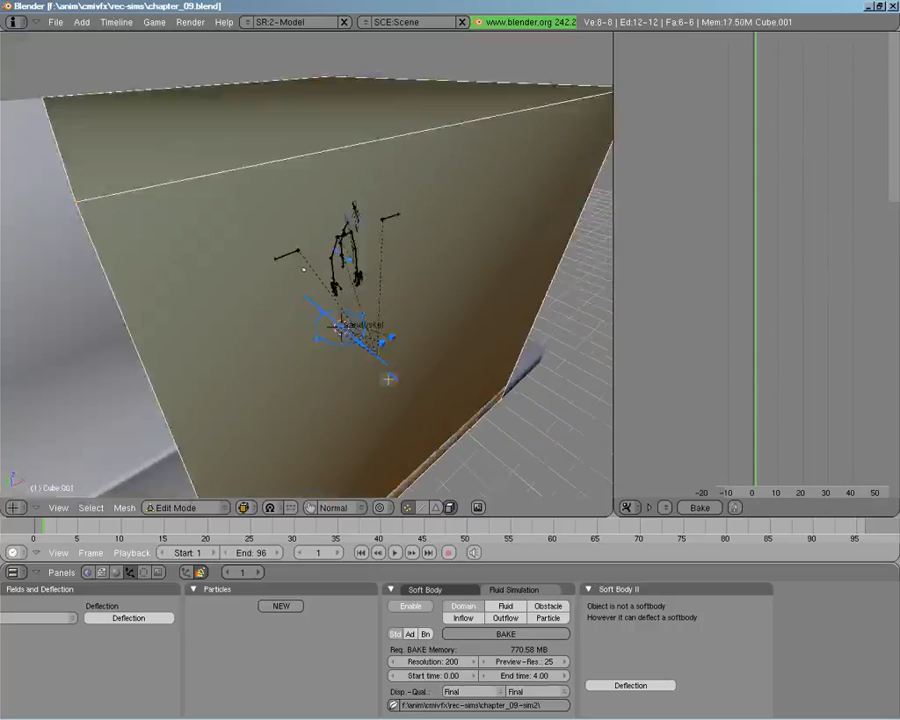 Blender [f:\anim\cmivfx\rec-sims\chapter_09.blend]
File Add Timeline Game Render Help SR:2-Model SCE:Scene www.blender.org 242.2 Ve:8-8 | Ed:12-12 | Fa:6-6 | Mem:17.50M Cube.001
(1) Cube.001
-20 -10 0 10 20 30 40 50
View Select Mesh Edit Mode Normal Bake
0 5 10 15 20 25 30 35 40 45 50 55 60 65 70 75 80 85 90 95
View Frame Playback Start: 1 End: 96 1
Panels 1
Fields and Deflection Particles Soft Body Fluid Simulation Soft Body II
Deflection NEW Enable Domain Fluid Obstacle Object is not a softbody
Deflection Inflow Outflow Particle However it can deflect a softbody
Std Ad Bn BAKE
Req. BAKE Memory: 770.58 MB
Resolution: 200 Preview-Res.: 25
Start time: 0.00 End time: 4.00 Deflection
Disp.-Qual.: Final Final
f:\anim\cmivfx\rec-sims\chapter_09-sim2\